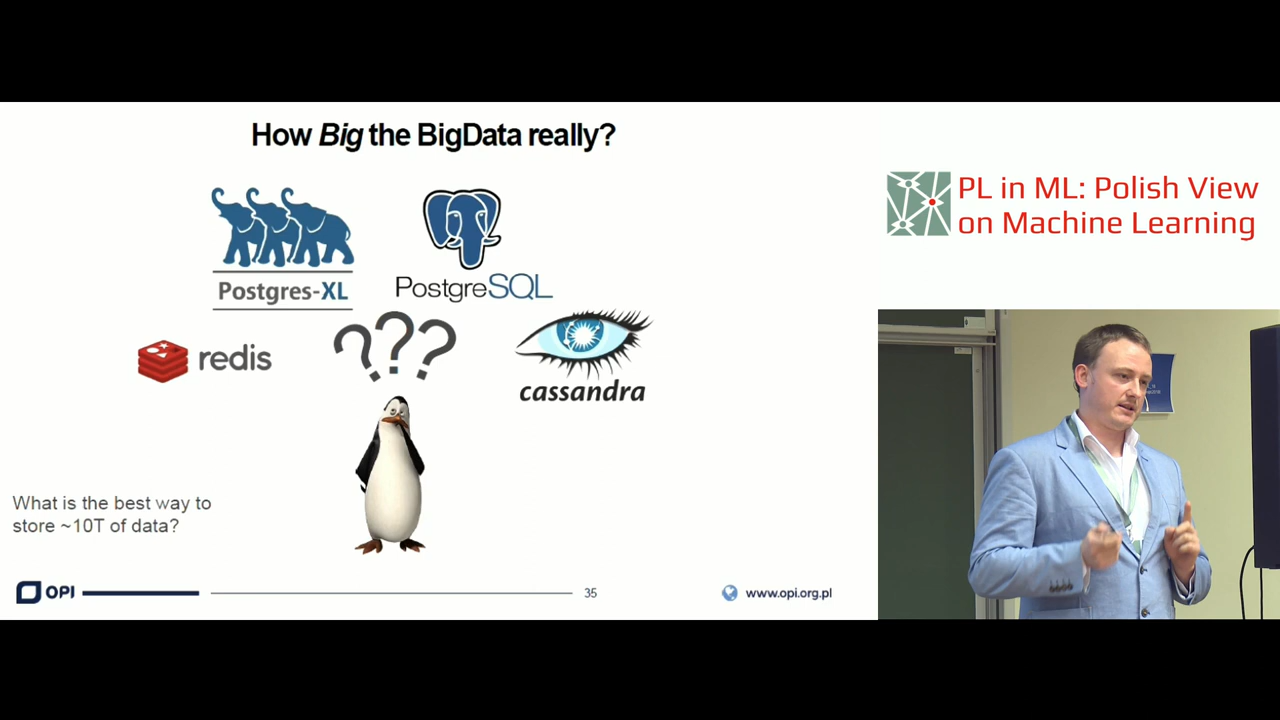 How Big the BigData really?
PL in ML: Polish View
on Machine Learning
Postgres-XL
PostgreSQL
redis
???
cassandra
What is the best way to
store ~10T of data?
OPI
35
www.opi.org.pl